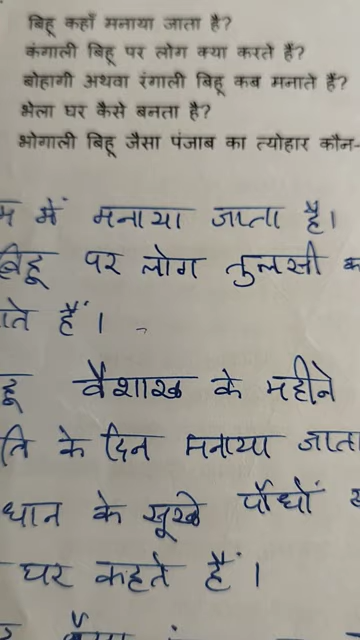 बिहू कहाँ मनाया जाता है?
कंगाली बिहू पर लोग क्या करते हैं?
बोहागी अथवा रंगाली बिहू कब मनाते हैं?
भेला घर कैसे बनता है?
भोगाली बिहू जैसा पंजाब का त्योहार कौन-
में मनाया जाता है।
बिहू पर लोग तुलसी
हैं।
वैशाख के महीने
के दिन मनाया जाता
धान के सूखे पौधों
घर कहते हैं।